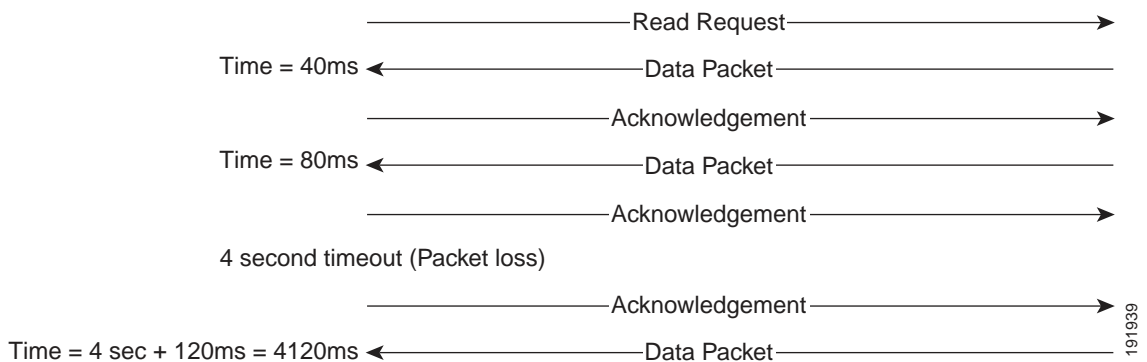 Read Request
Time = 40ms Data Packet
Acknowledgement
Time = 80ms Data Packet
Acknowledgement
4 second timeout (Packet loss)
Acknowledgement
Time = 4 sec + 120ms = 4120ms Data Packet
191939